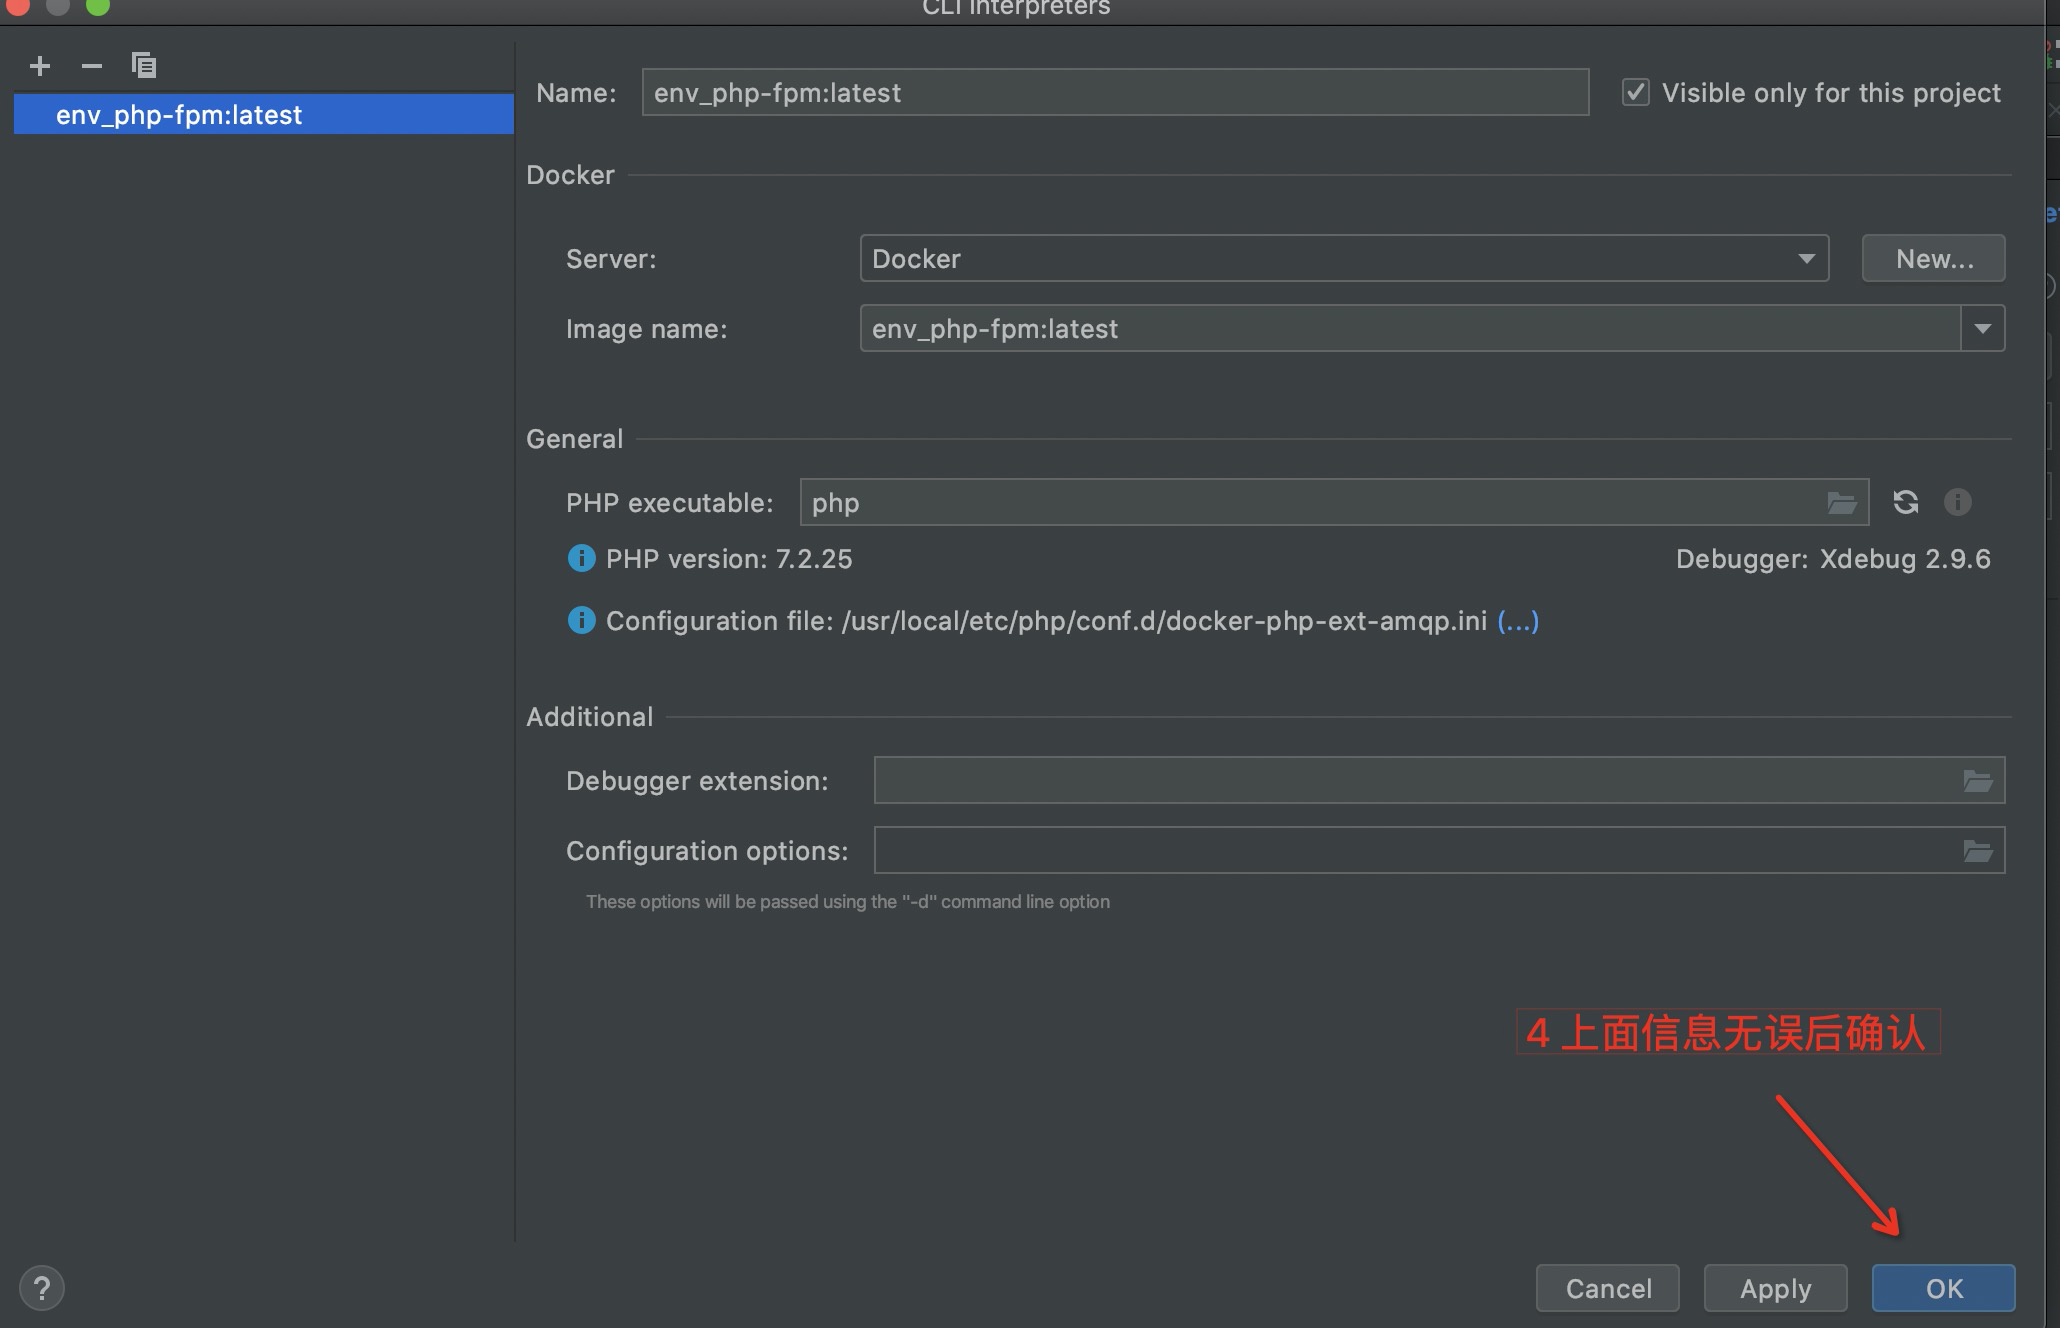 CLI Interpreters
env_php-fpm:latest
Name: env_php-fpm:latest Visible only for this project
Docker
Server: Docker New...
Image name: env_php-fpm:latest
General
PHP executable: php
PHP version: 7.2.25 Debugger: Xdebug 2.9.6
Configuration file: /usr/local/etc/php/conf.d/docker-php-ext-amqp.ini (...)
Additional
Debugger extension:
Configuration options:
These options will be passed using the "-d" command line option
4 上面信息无误后确认
? Cancel Apply OK